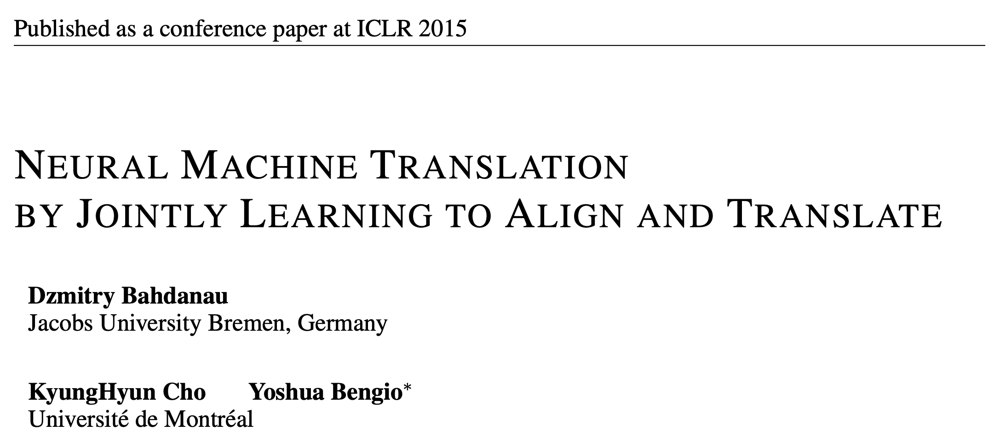 Published as a conference paper at ICLR 2015
NEURAL MACHINE TRANSLATION
BY JOINTLY LEARNING TO ALIGN AND TRANSLATE
Dzmitry Bahdanau
Jacobs University Bremen, Germany
KyungHyun Cho Yoshua Bengio*
Université de Montréal